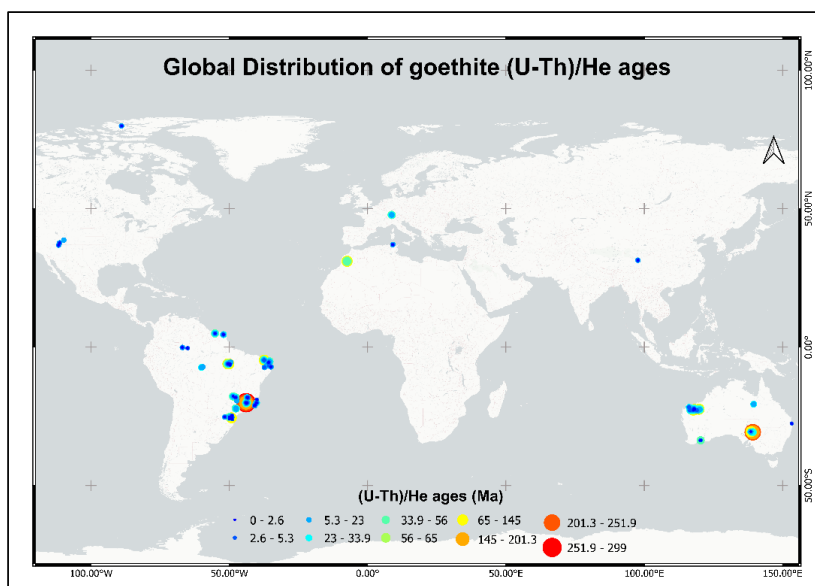 Global Distribution of goethite (U-Th)/He ages
100.00°N
50.00°N
0.00°
50.00°S
(U-Th)/He ages (Ma)
0 - 2.6 5.3 - 23 33.9 - 56 65 - 145 201.3 - 251.9
2.6 - 5.3 23 - 33.9 56 - 65 145 - 201.3 251.9 - 299
100.00°W 50.00°W 0.00° 50.00°E 100.00°E 150.00°E